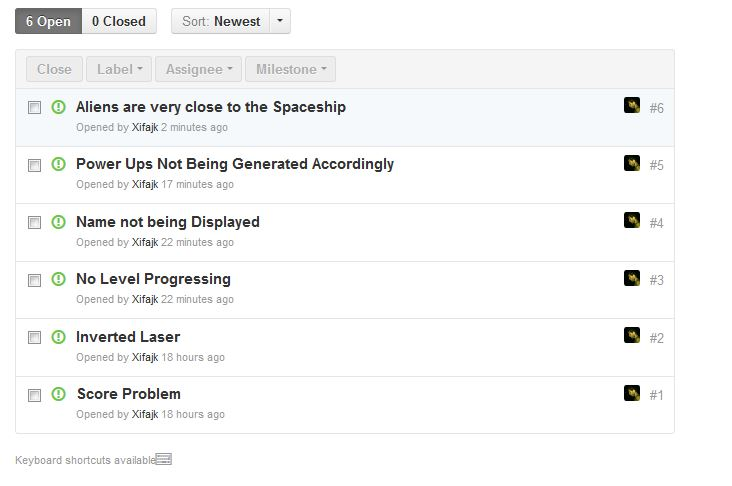 6 Open 0 Closed Sort: Newest
Close Label Assignee Milestone
Aliens are very close to the Spaceship #6
Opened by Xifajk 2 minutes ago
Power Ups Not Being Generated Accordingly #5
Opened by Xifajk 17 minutes ago
Name not being Displayed #4
Opened by Xifajk 22 minutes ago
No Level Progressing #3
Opened by Xifajk 22 minutes ago
Inverted Laser #2
Opened by Xifajk 18 hours ago
Score Problem #1
Opened by Xifajk 18 hours ago
Keyboard shortcuts available